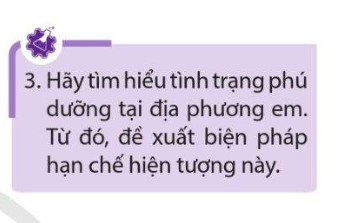 3. Hãy tìm hiểu tình trạng phú
dưỡng tại địa phương em.
Từ đó, đề xuất biện pháp
hạn chế hiện tượng này.